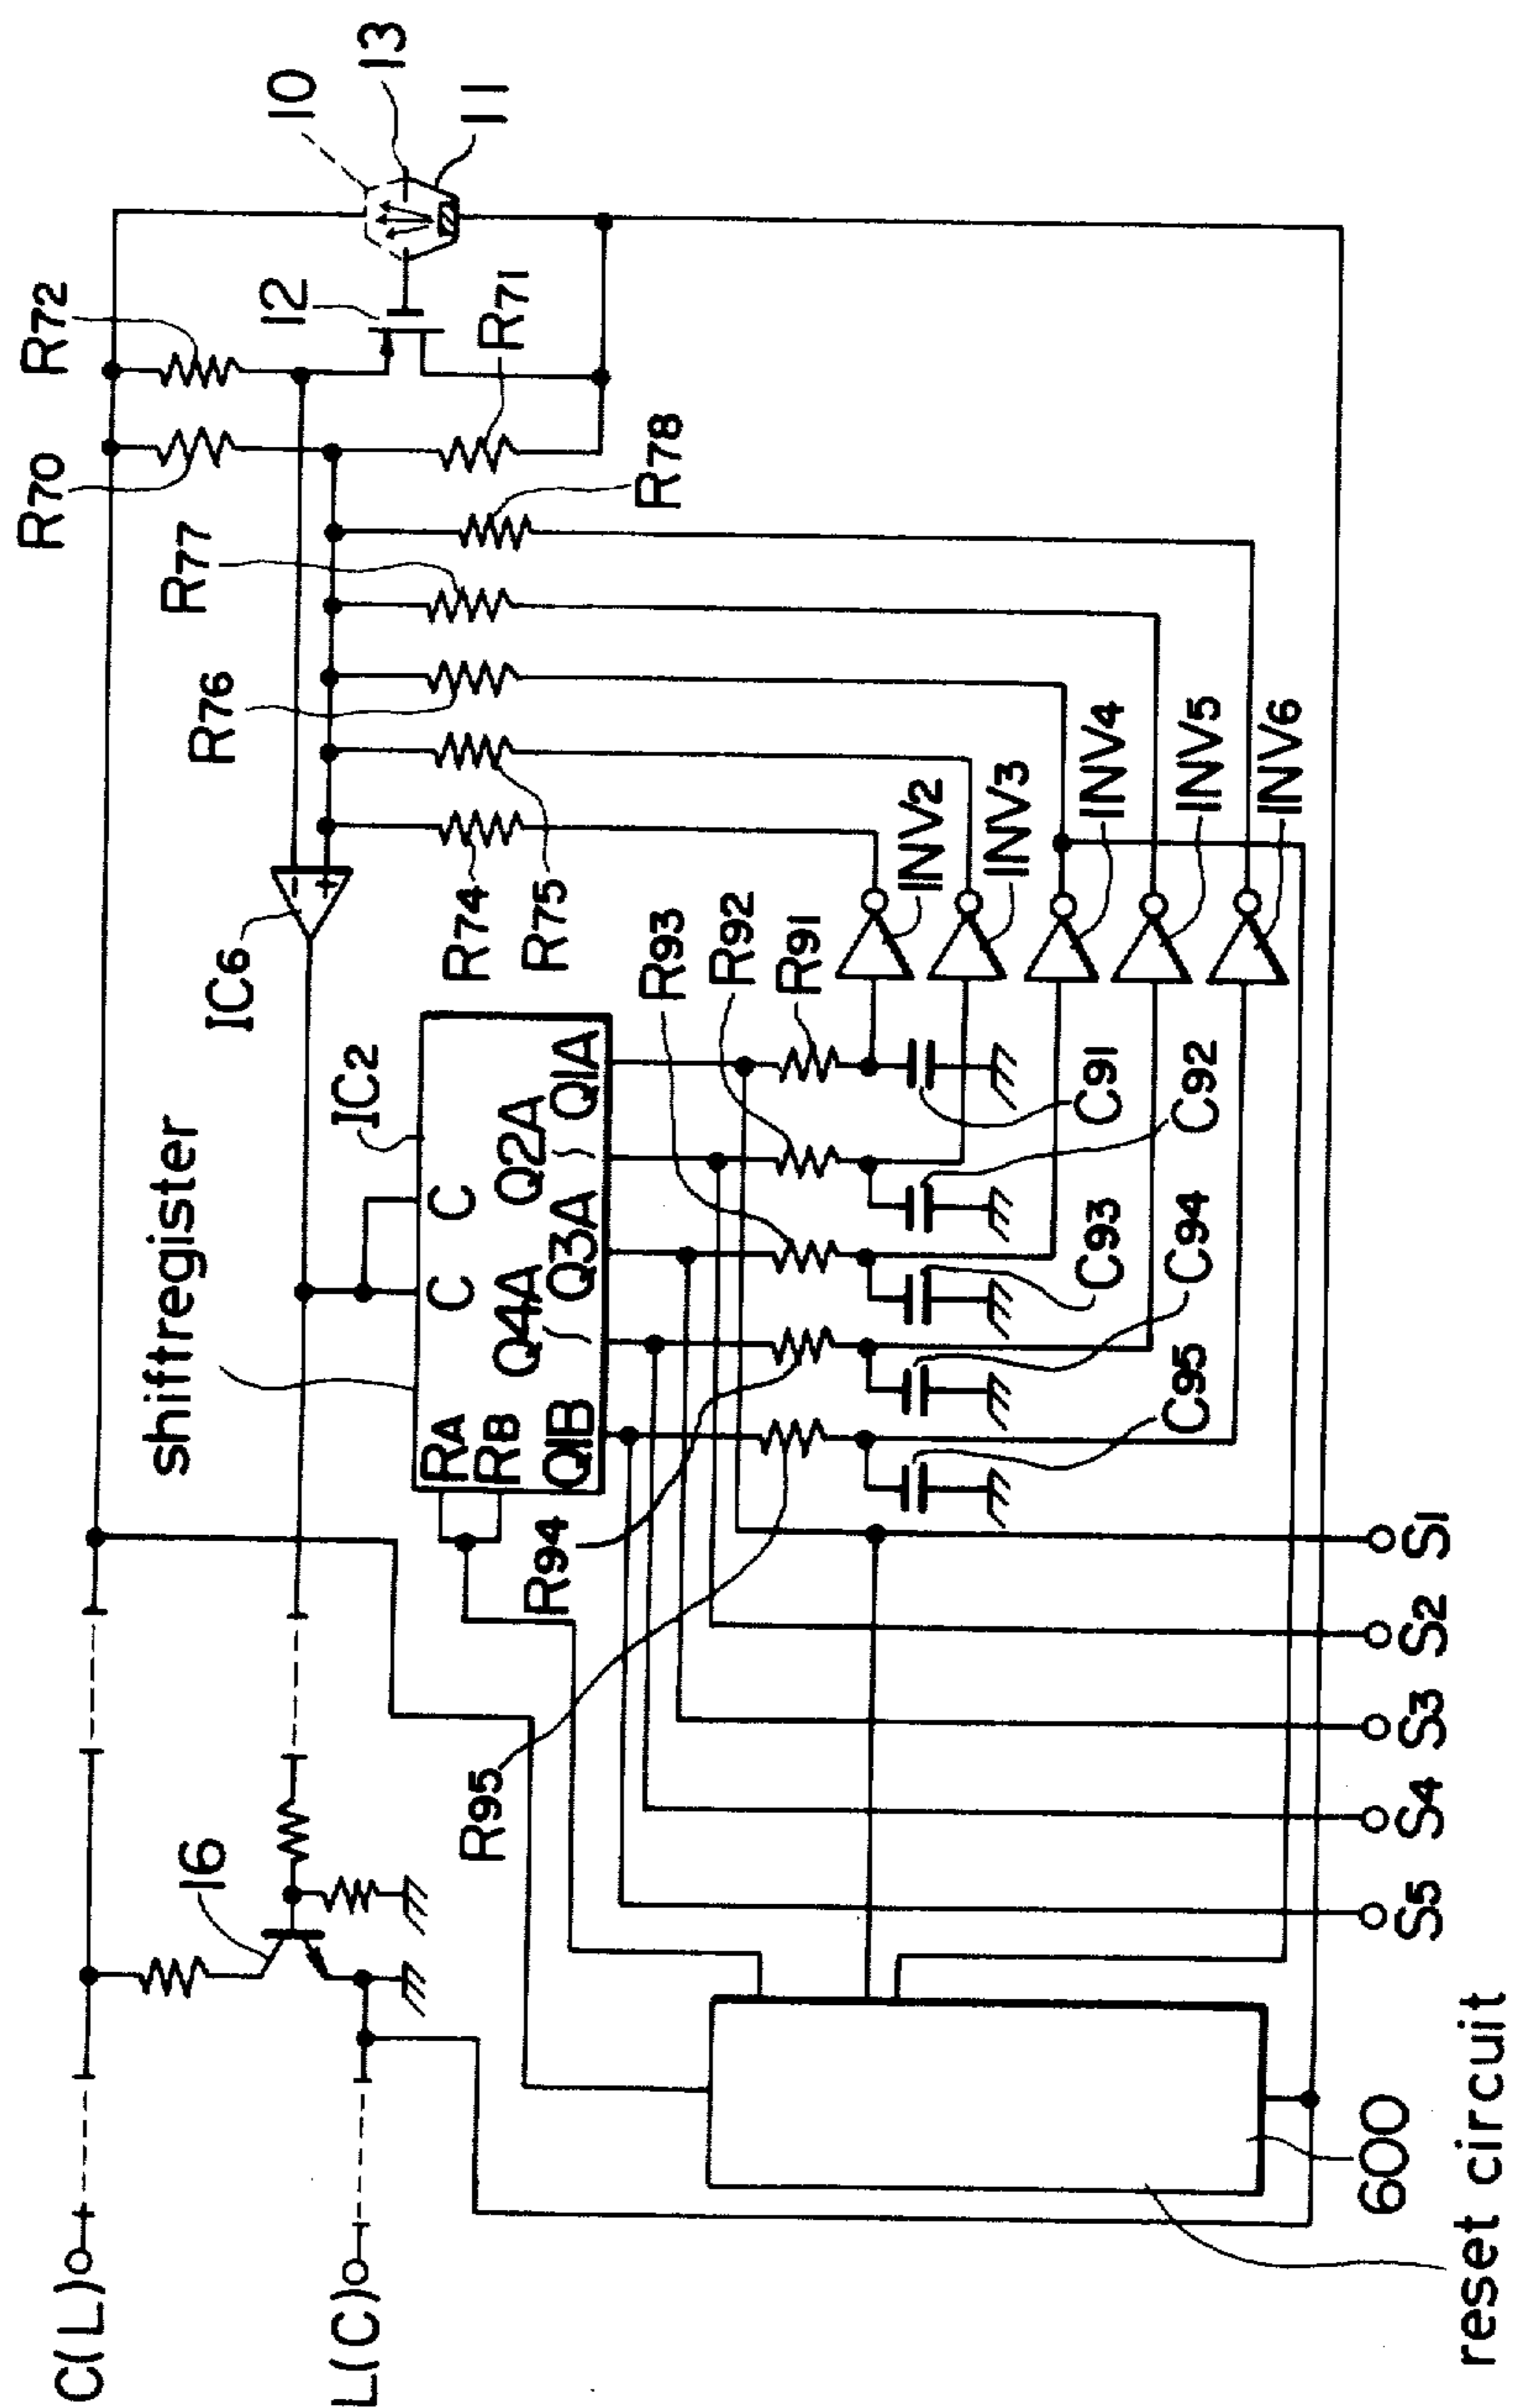 C(L)
L(C)
16
shiftregister
IC2
IC6
R70
R72
10
13
11
12
R71
R78
R77
R76
R74
R75
R93
R92
R91
RA
RB
C
C
Q1B
Q4A
Q3A
Q2A
Q1A
~
~
INV2
INV3
INV4
INV5
INV6
C91
C92
C93
C94
C95
R94
R95
S5
S4
S3
S2
S1
600
reset circuit